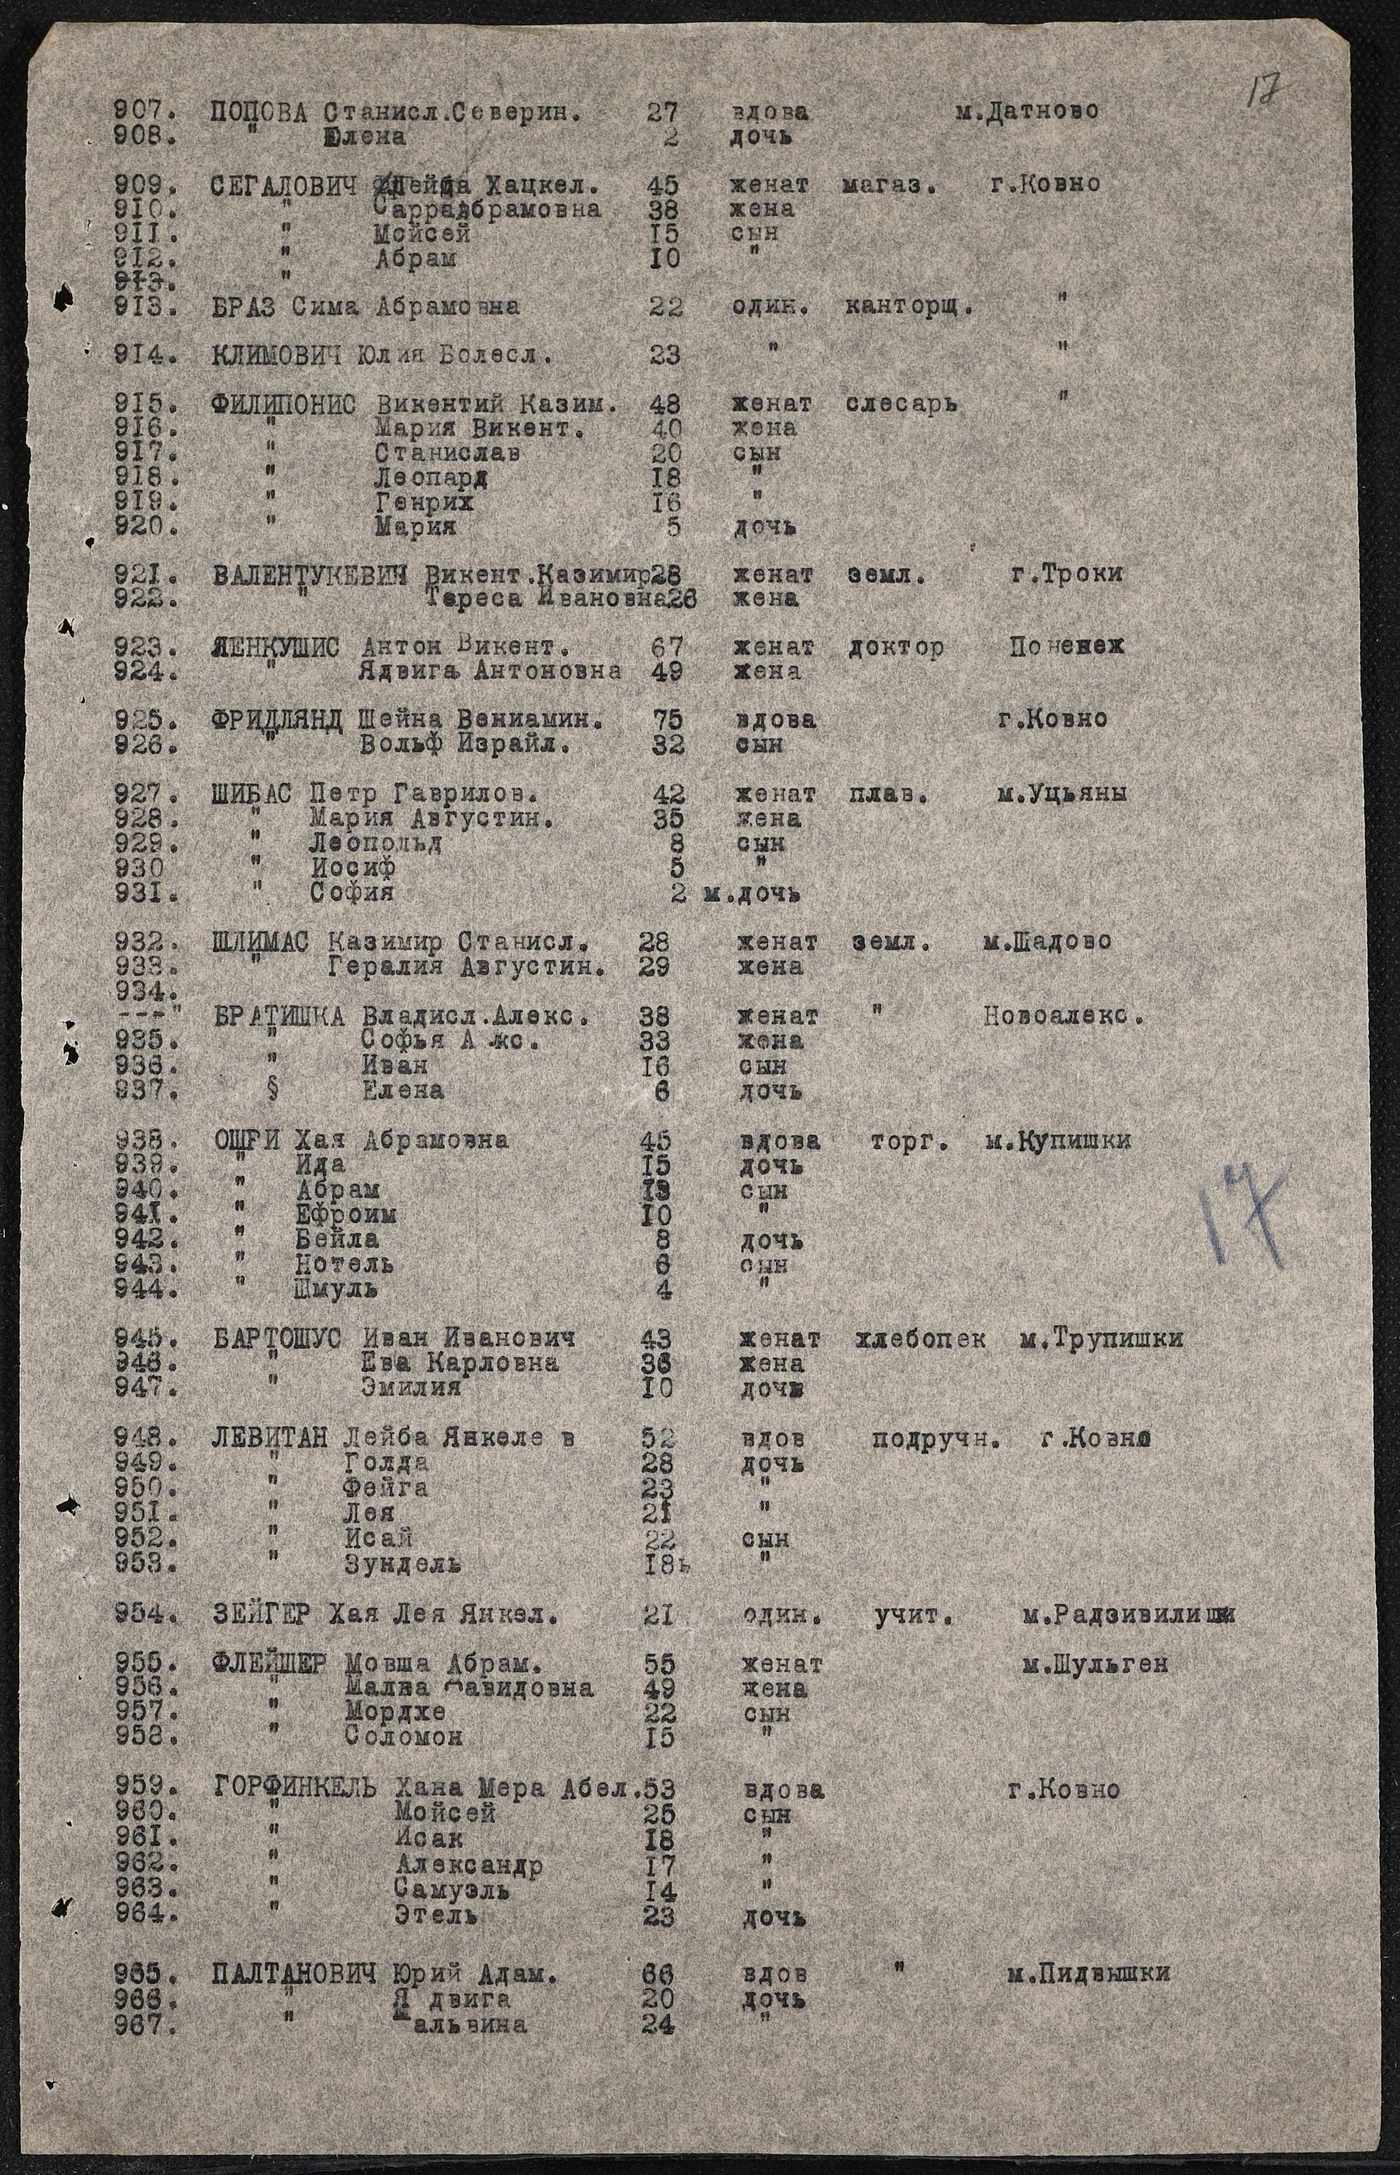 17
907. ПОПОВА Станисл.Северин. 27 вдова м.Датново
908. " Юлена 2 дочь
909. СЕГАЛОВИЧ Лейба Хацкел. 45 женат магаз. г.Ковно
910. " Сарра Абрамовна 38 жена
911. " Мойсей 15 сын
912. " Абрам 10 "
913. "
913. БРАЗ Сима Абрамовна 22 один. канторщ. "
914. КЛИМОВИЧ Юлия Болесл. 23 " "
915. ФИЛИПОНИС Викентий Казим. 48 женат слесарь "
916. " Мария Викент. 40 жена
917. " Станислав 20 сын
918. " Леопард 18 "
919. " Генрих 16 "
920. " Мария 5 дочь
921. ВАЛЕНТУКЕВИЧ Викент.Казимир28 женат земл. г.Троки
922. " Тереса Ивановна26 жена
923. ЯЕНКУШИС Антон Викент. 67 женат доктор Поневеж
924. " Ядвига Антоновна 49 жена
925. ФРИДЛЯНД Шейна Вениамин. 75 вдова г.Ковно
926. " Вольф Израйл. 32 сын
927. ШИБАС Петр Гаврилов. 42 женат плав. м.Уцьяны
928. " Мария Августин. 35 жена
929. " Леопольд 8 сын
930 " Иосиф 5 "
931. " София 2 м.дочь
932. ШЛИМАС Казимир Станисл. 28 женат земл. м.Шадово
933. " Гералия Августин. 29 жена
934.
---" БРАТИШКА Владисл.Алекс. 38 женат " Новоалекс.
935. " Софья А кс. 33 жена
936. " Иван 16 сын
937. § Елена 6 дочь
938. ОШРИ Хая Абрамовна 45 вдова торг. м.Купишки
939. " Ида 15 дочь
940. " Абрам 13 сын
941. " Ефроим 10 "
942. " Бейла 8 дочь
943. " Нотель 6 сын
944. " Шмуль 4 "
17
945. БАРТОШУС Иван Иванович 43 женат хлебопек м.Трупишки
946. " Ева Карловна 36 жена
947. " Эмилия 10 дочь
948. ЛЕВИТАН Лейба Янкеле в 52 вдов подручн. г.Ковно
949. " Голда 28 дочь
950. " Фейга 23 "
951. " Лея 21 "
952. " Исай 22 сын
953. " Зундель 18ь "
954. ЗЕЙГЕР Хая Лея Янкел. 21 один. учит. м.Радзивилишки
955. ФЛЕЙШЕР Мовша Абрам. 55 женат м.Шульген
956. " Малва Давидовна 49 жена
957. " Мордхе 22 сын
958. " Соломон 15 "
959. ГОРФИНКЕЛЬ Хана Мера Абел.53 вдова г.Ковно
960. " Мойсей 25 сын
961. " Исак 18 "
962. " Александр 17 "
963. " Самуэль 14 "
964. " Этель 23 дочь
965. ПАЛТАНОВИЧ Юрий Адам. 66 вдов " м.Пидвышки
966. " Я двига 20 дочь
967. " Мальвина 24 "